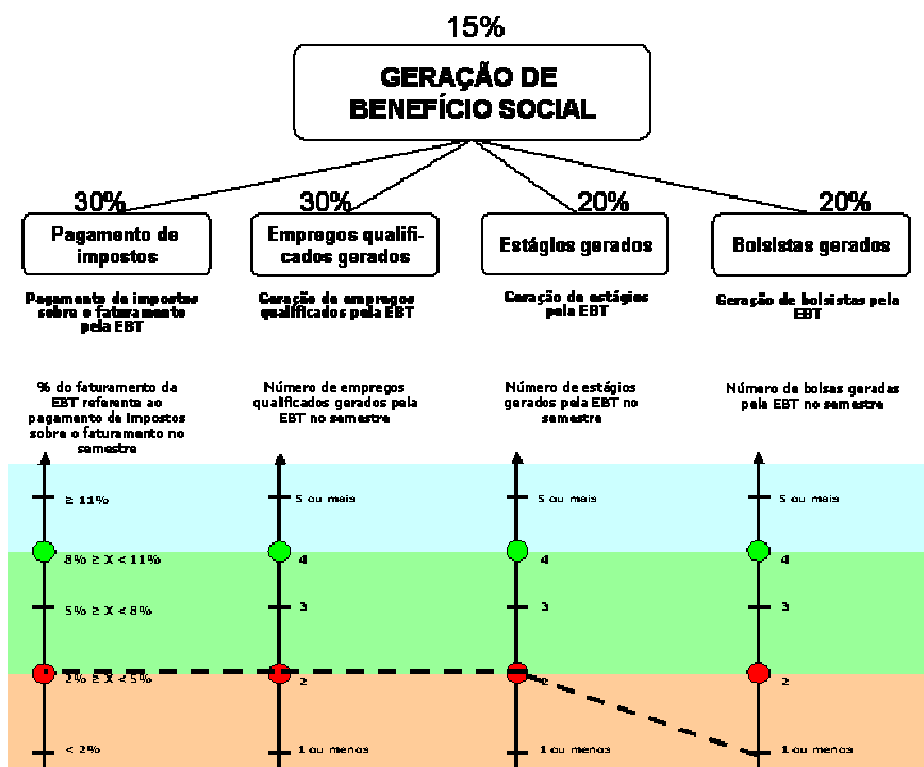 15%
GERAÇÃO DE
BENEFÍCIO SOCIAL
30%
Pagamento de
impostos
30%
Empregos qualifi-
cados gerados
20%
Estágios gerados
20%
Bolsistas gerados
Pagamento de impostos
sobre o faturamento
pela EBT
Geração de empregos
qualificados pela EBT
Geração de estágios
pela EBT
Geração de bolsistas pela
EBT
% do faturamento da
EBT referente ao
pagamento de impostos
sobre o faturamento no
semestre
Número de empregos
qualificados gerados pela
EBT no semestre
Número de estágios
gerados pela EBT no
semestre
Número de bolsas geradas
pela EBT no semestre
≥ 11%
8% ≥ X < 11%
5% ≥ X < 8%
2% ≥ X < 5%
< 2%
5 ou mais
4
3
2
1 ou menos
5 ou mais
4
3
2
1 ou menos
5 ou mais
4
3
2
1 ou menos